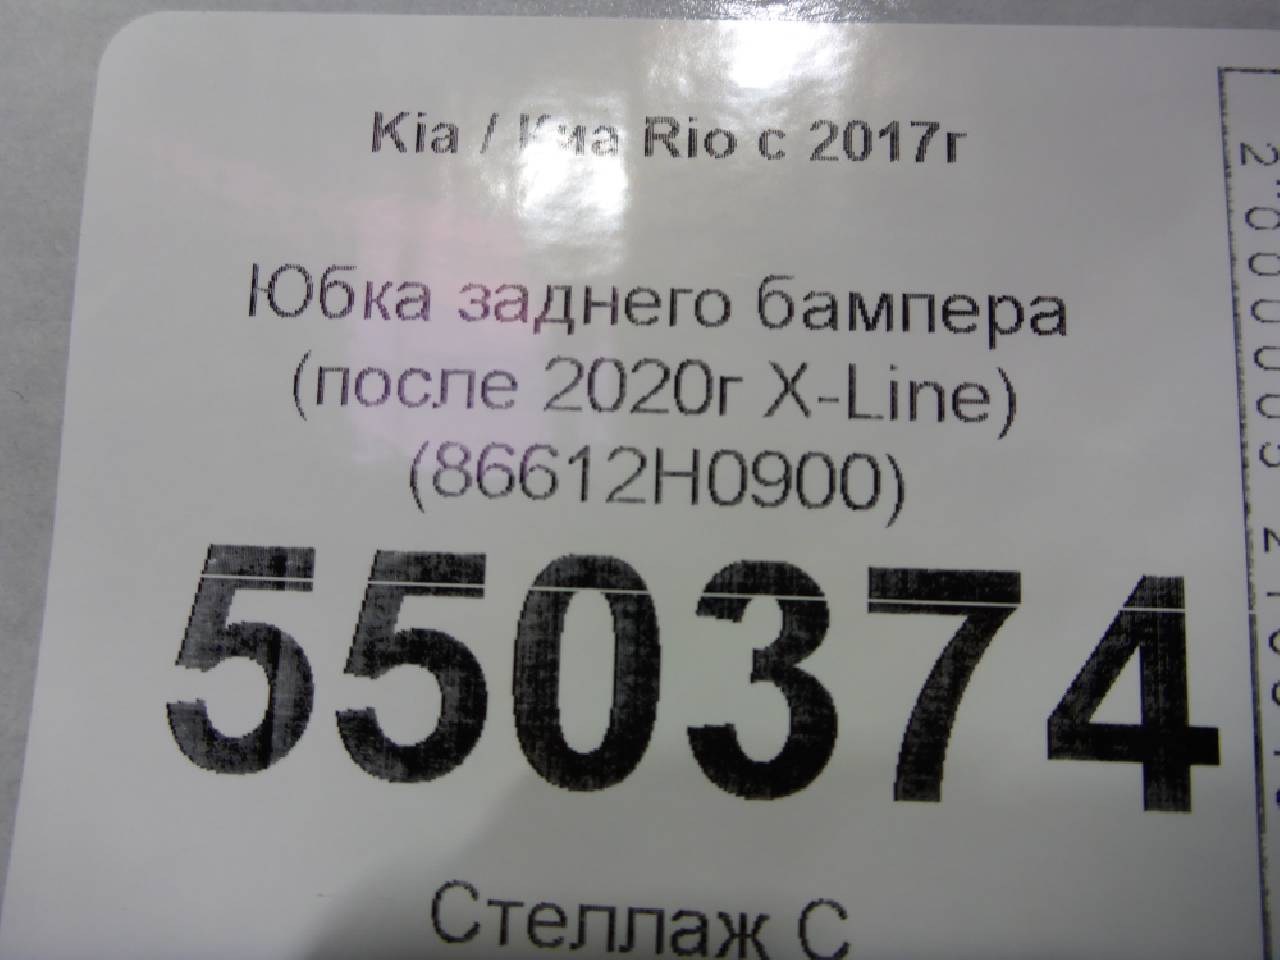 Kia / Киа Rio с 2017г
Юбка заднего бампера
(после 2020г X-Line)
(86612H0900)
550374
Стеллаж С